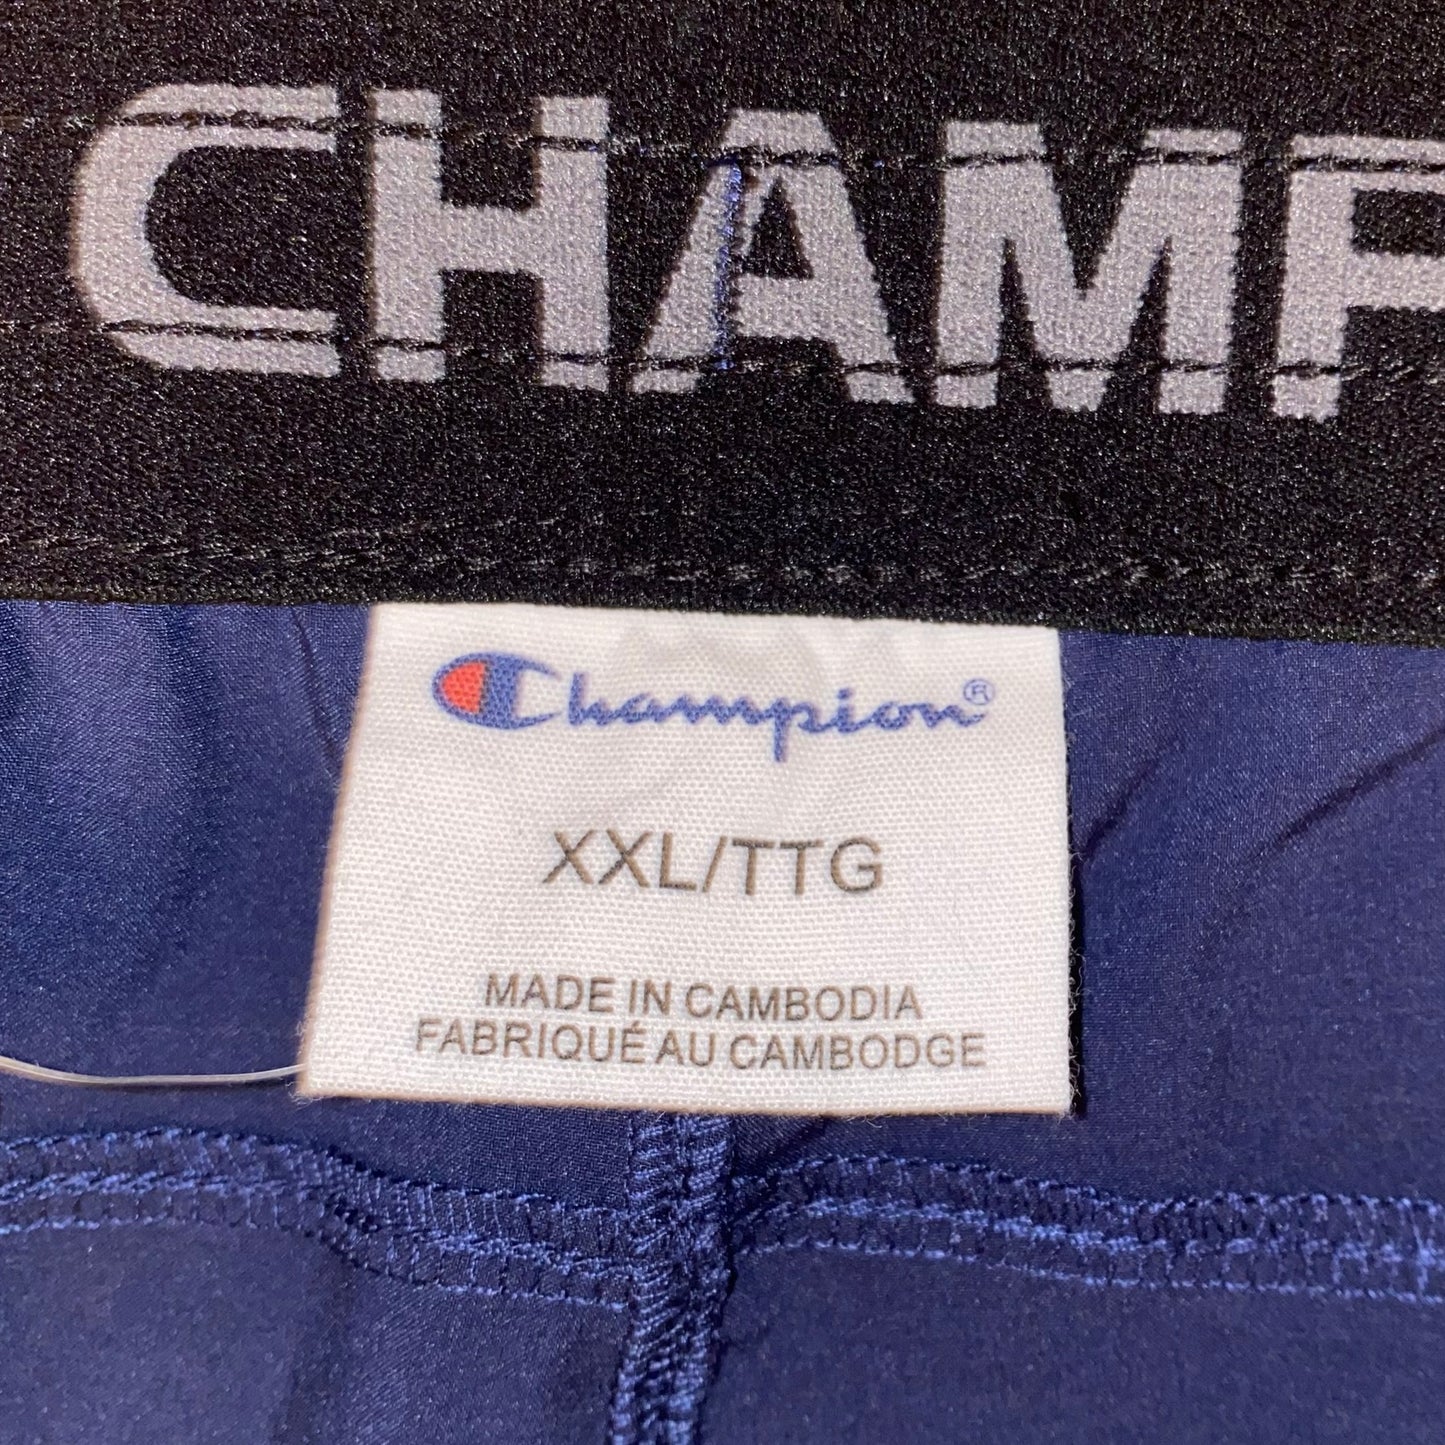 CHAMP
Champion®
XXL/TTG
MADE IN CAMBODIA
FABRIQUÉ AU CAMBODGE